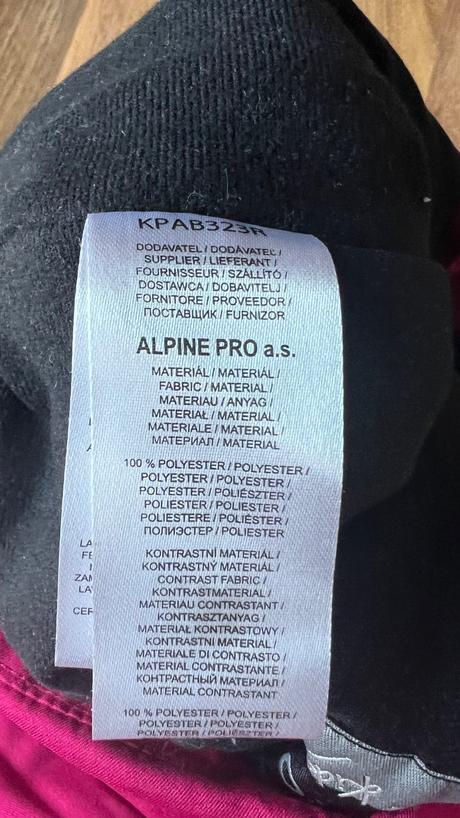 KPAB323R
DODAVATEL / DODÁVATEĽ /
SUPPLIER / LIEFERANT /
FOURNISSEUR / SZÁLLÍTÓ /
DOSTAWCA / DOBAVITELJ /
FORNITORE / PROVEEDOR /
ПОСТАВЩИК / FURNIZOR
ALPINE PRO a.s.
MATERIÁL / MATERIÁL /
FABRIC / MATERIAL /
MATERIAU / ANYAG /
MATERIAŁ / MATERIAL /
MATERIALE / MATERIAL /
МАТЕРИАЛ / MATERIAL
100 % POLYESTER / POLYESTER /
POLYESTER / POLYESTER /
POLYESTER / POLIÉSZTER /
POLIESTER / POLIESTER /
POLIESTERE / POLIÉSTER /
ПОЛИЭСТЕР / POLIESTER
KONTRASTNÍ MATERIÁL /
KONTRASTNÝ MATERIÁL /
CONTRAST FABRIC /
KONTRASTMATERIAL /
MATERIAU CONTRASTANT /
KONTRASZTANYAG /
MATERIAŁ KONTRASTOWY /
KONTRASTNI MATERIAL /
MATERIALE DI CONTRASTO /
MATERIAL CONTRASTANTE /
КОНТРАСТНЫЙ МАТЕРИАЛ /
MATERIAL CONTRASTANT
100 % POLYESTER / POLYESTER /
POLYESTER / POLYESTER /
POLYESTER / POLIÉSZTER /